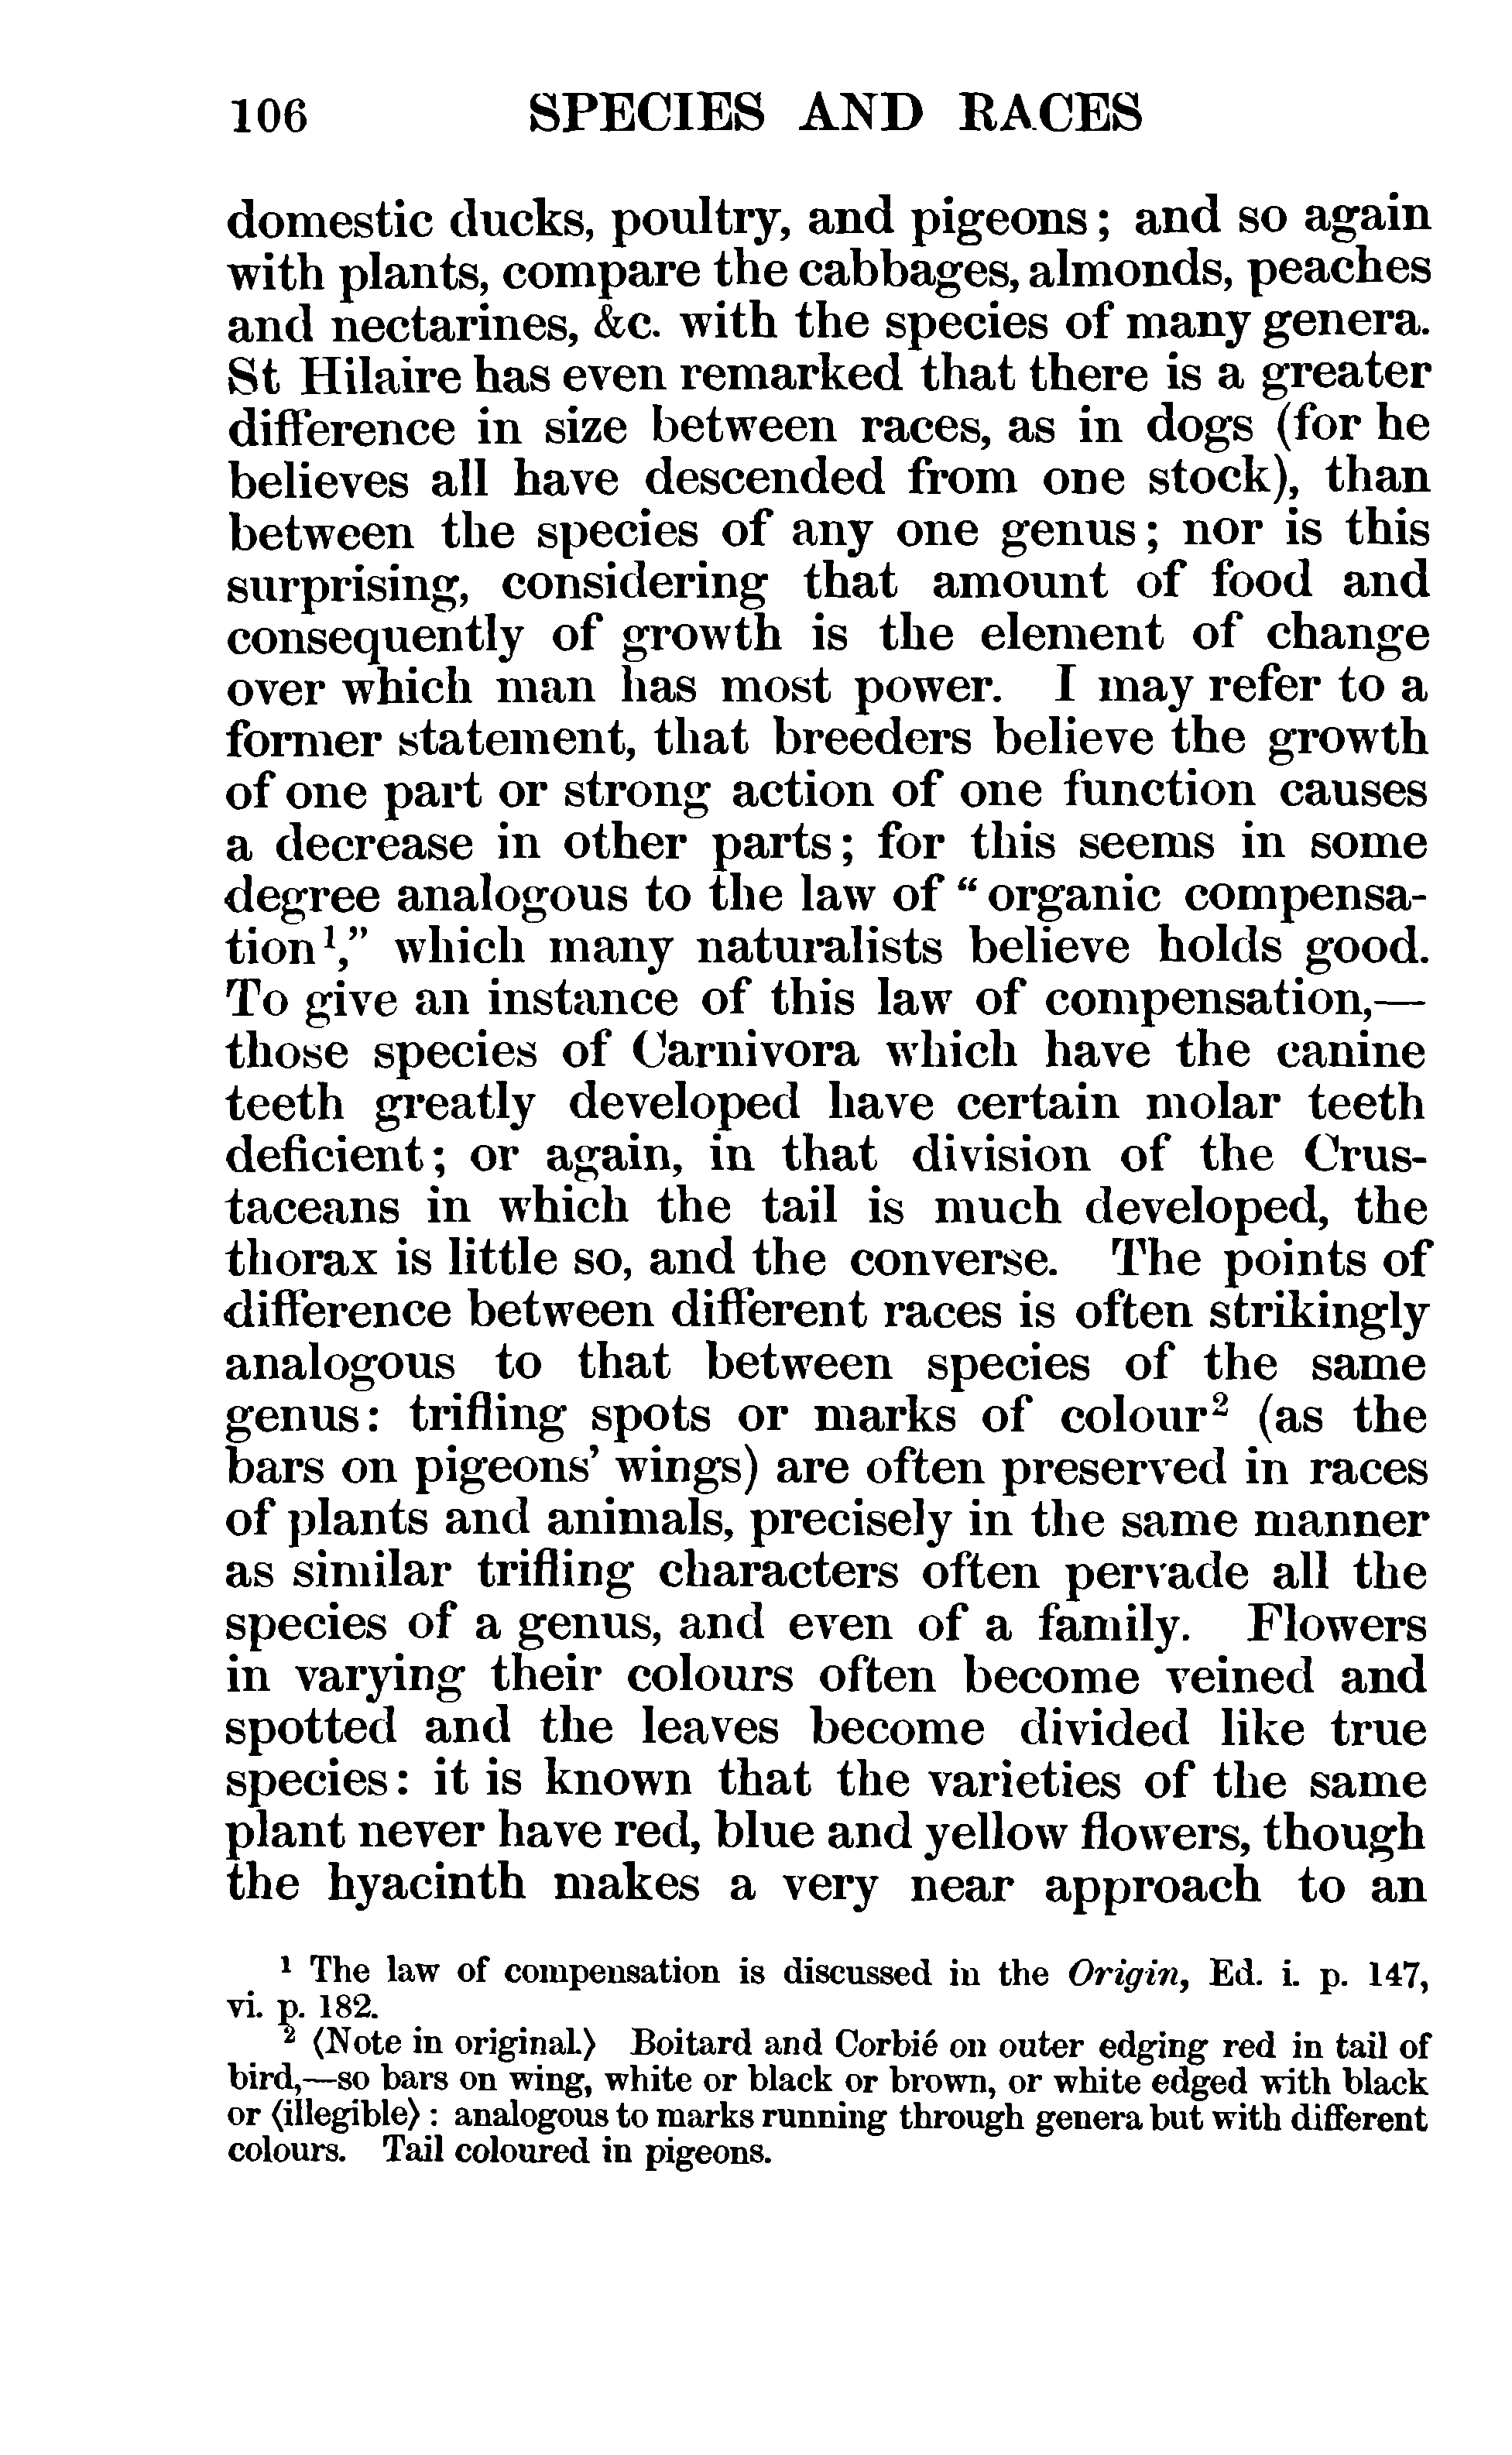 106 SPECIES AND RACES
domestic ducks, poultry, and pigeons; and so again
with plants, compare the cabbages, almonds, peaches
and nectarines, &c. with the species of many genera.
St Hilaire has even remarked that there is a greater
difference in size between races, as in dogs (for he
believes all have descended from one stock), than
between the species of any one genus; nor is this
surprising, considering that amount of food and
consequently of growth is the element of change
over which man has most power. I may refer to a
former statement, that breeders believe the growth
of one part or strong action of one function causes
a decrease in other parts; for this seems in some
degree analogous to the law of "organic compensa-
tion¹," which many naturalists believe holds good.
To give an instance of this law of compensation,—
those species of Carnivora which have the canine
teeth greatly developed have certain molar teeth
deficient; or again, in that division of the Crus-
taceans in which the tail is much developed, the
thorax is little so, and the converse. The points of
difference between different races is often strikingly
analogous to that between species of the same
genus: trifling spots or marks of colour² (as the
bars on pigeons' wings) are often preserved in races
of plants and animals, precisely in the same manner
as similar trifling characters often pervade all the
species of a genus, and even of a family. Flowers
in varying their colours often become veined and
spotted and the leaves become divided like true
species: it is known that the varieties of the same
plant never have red, blue and yellow flowers, though
the hyacinth makes a very near approach to an
¹ The law of compensation is discussed in the Origin, Ed. i. p. 147,
vi. p. 182.
² ⟨Note in original.⟩ Boitard and Corbié on outer edging red in tail of
bird,—so bars on wing, white or black or brown, or white edged with black
or ⟨illegible⟩: analogous to marks running through genera but with different
colours. Tail coloured in pigeons.